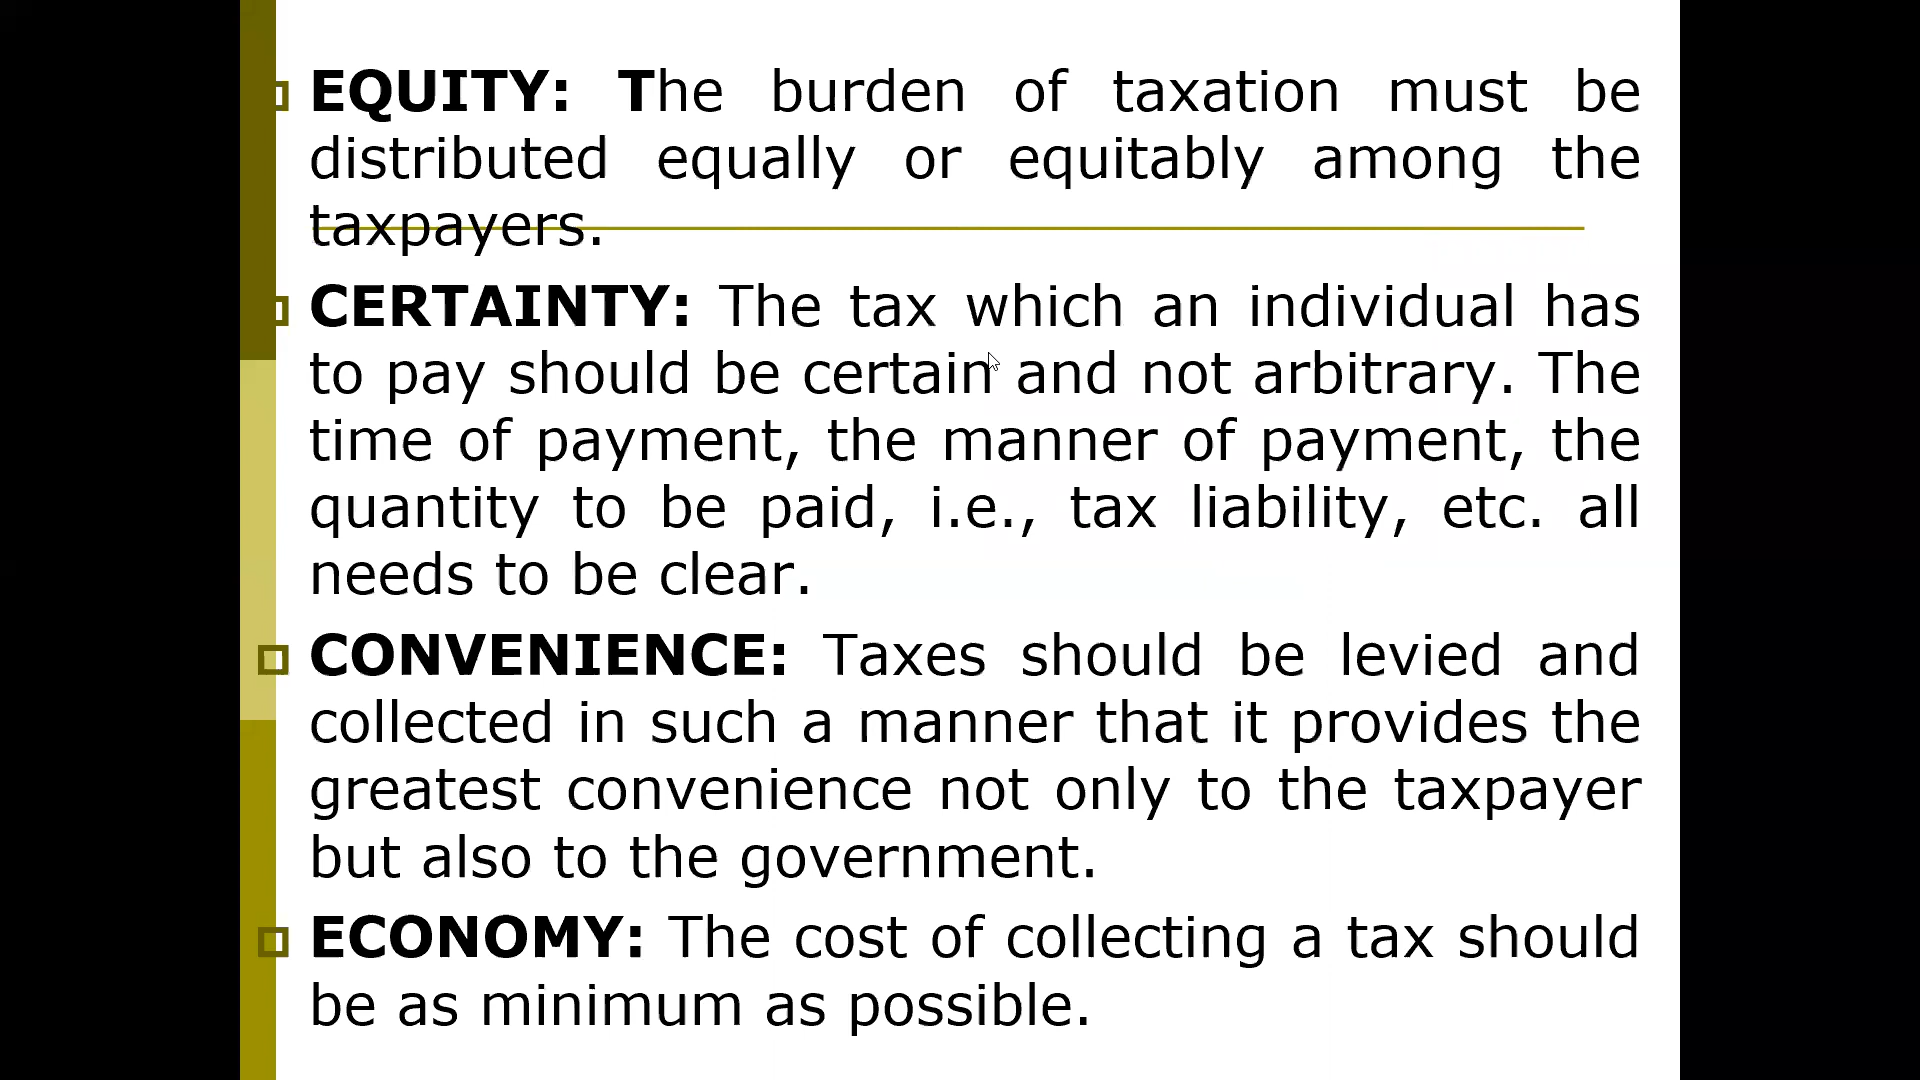 EQUITY: The burden of taxation must be
distributed equally or equitably among the
taxpayers.
CERTAINTY: The tax which an individual has
to pay should be certain and not arbitrary. The
time of payment, the manner of payment, the
quantity to be paid, i.e., tax liability, etc. all
needs to be clear.
CONVENIENCE: Taxes should be levied and
collected in such a manner that it provides the
greatest convenience not only to the taxpayer
but also to the government.
ECONOMY: The cost of collecting a tax should
be as minimum as possible.